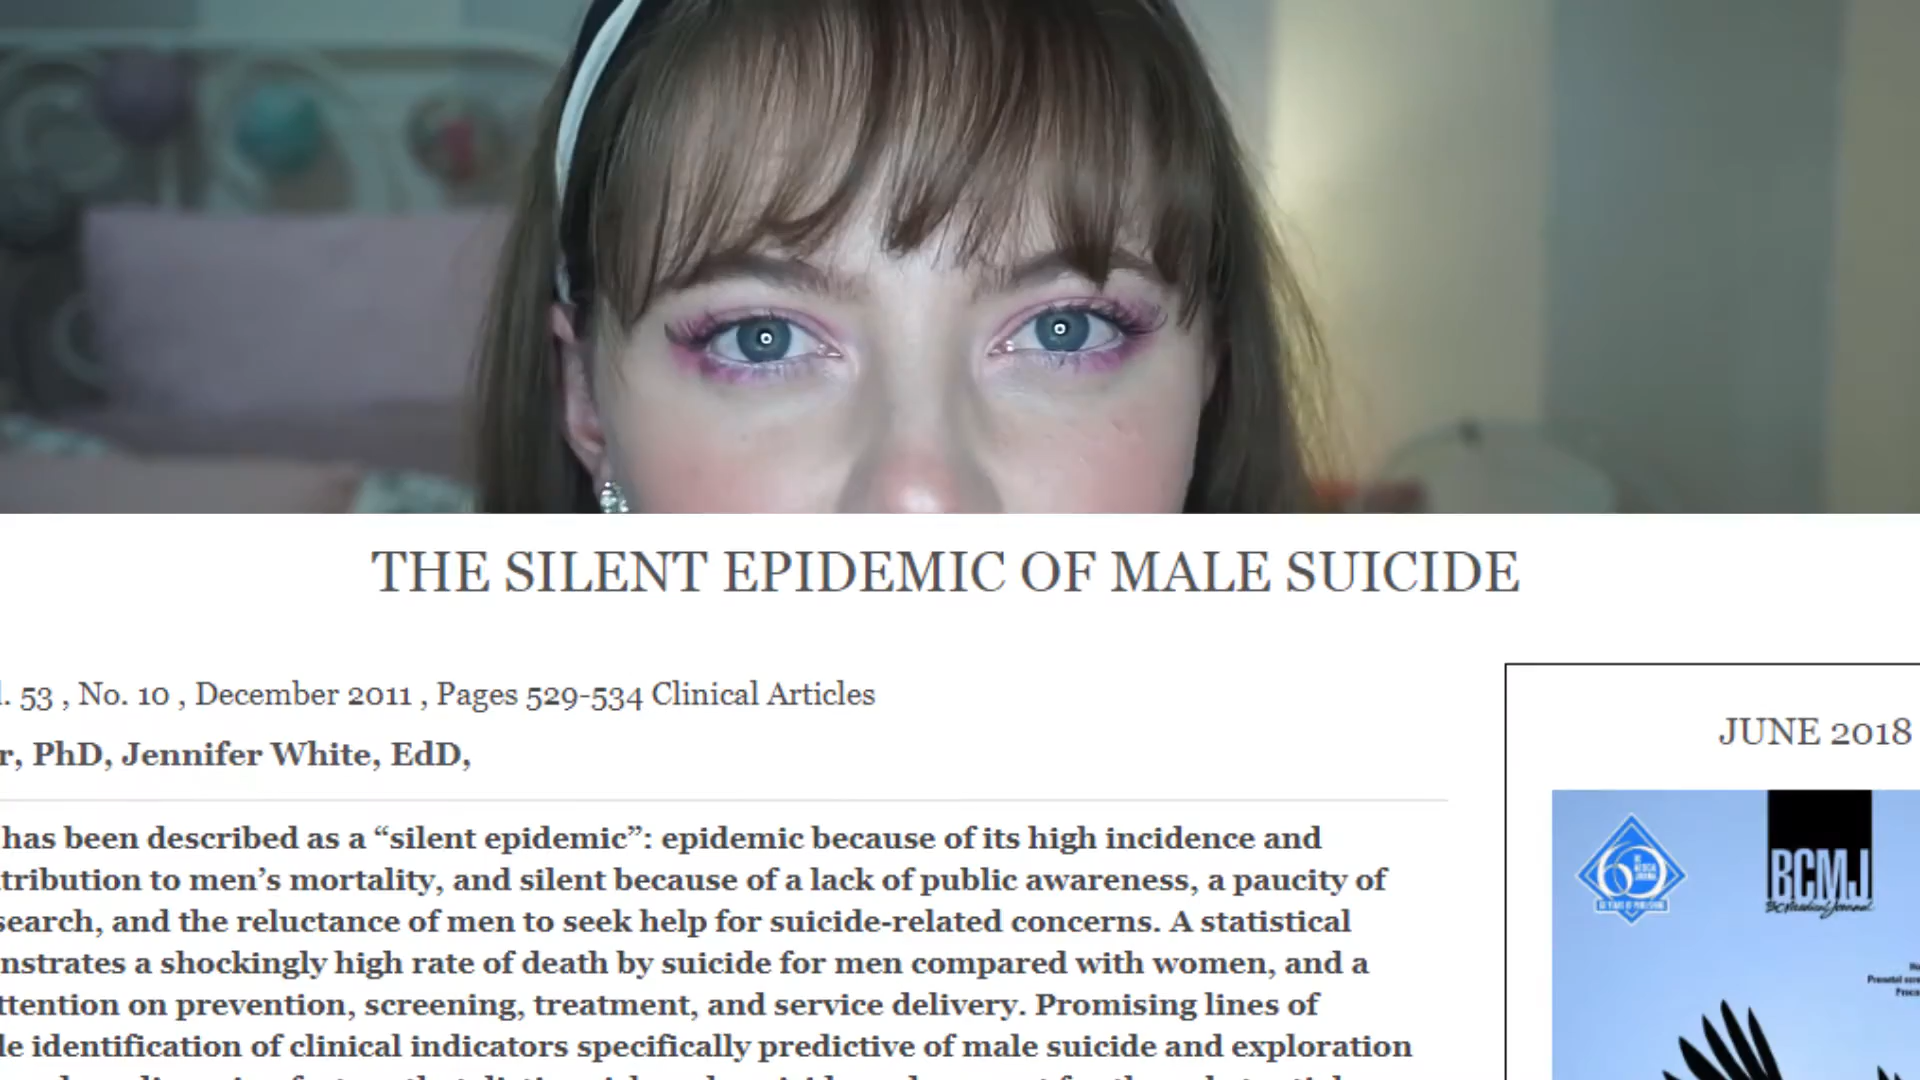 THE SILENT EPIDEMIC OF MALE SUICIDE
. 53 , No. 10 , December 2011 , Pages 529-534 Clinical Articles
r, PhD, Jennifer White, EdD,
has been described as a “silent epidemic”: epidemic because of its high incidence and
tribution to men’s mortality, and silent because of a lack of public awareness, a paucity of
search, and the reluctance of men to seek help for suicide-related concerns. A statistical
nstrates a shockingly high rate of death by suicide for men compared with women, and a
ttention on prevention, screening, treatment, and service delivery. Promising lines of
le identification of clinical indicators specifically predictive of male suicide and exploration
JUNE 2018
60
BCMJ
BC Medical Journal